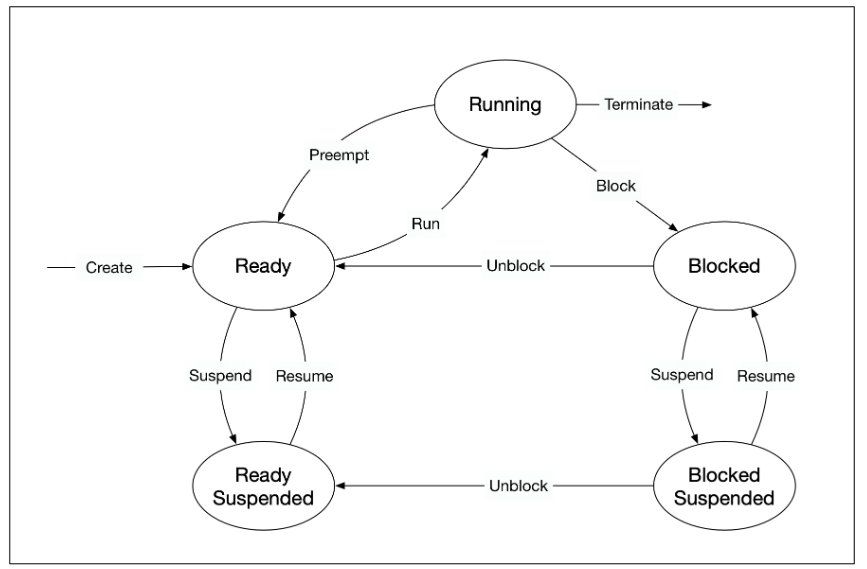 Running
Terminate
Preempt
Block
Run
Create
Ready
Unblock
Blocked
Suspend
Resume
Suspend
Resume
Ready
Suspended
Unblock
Blocked
Suspended